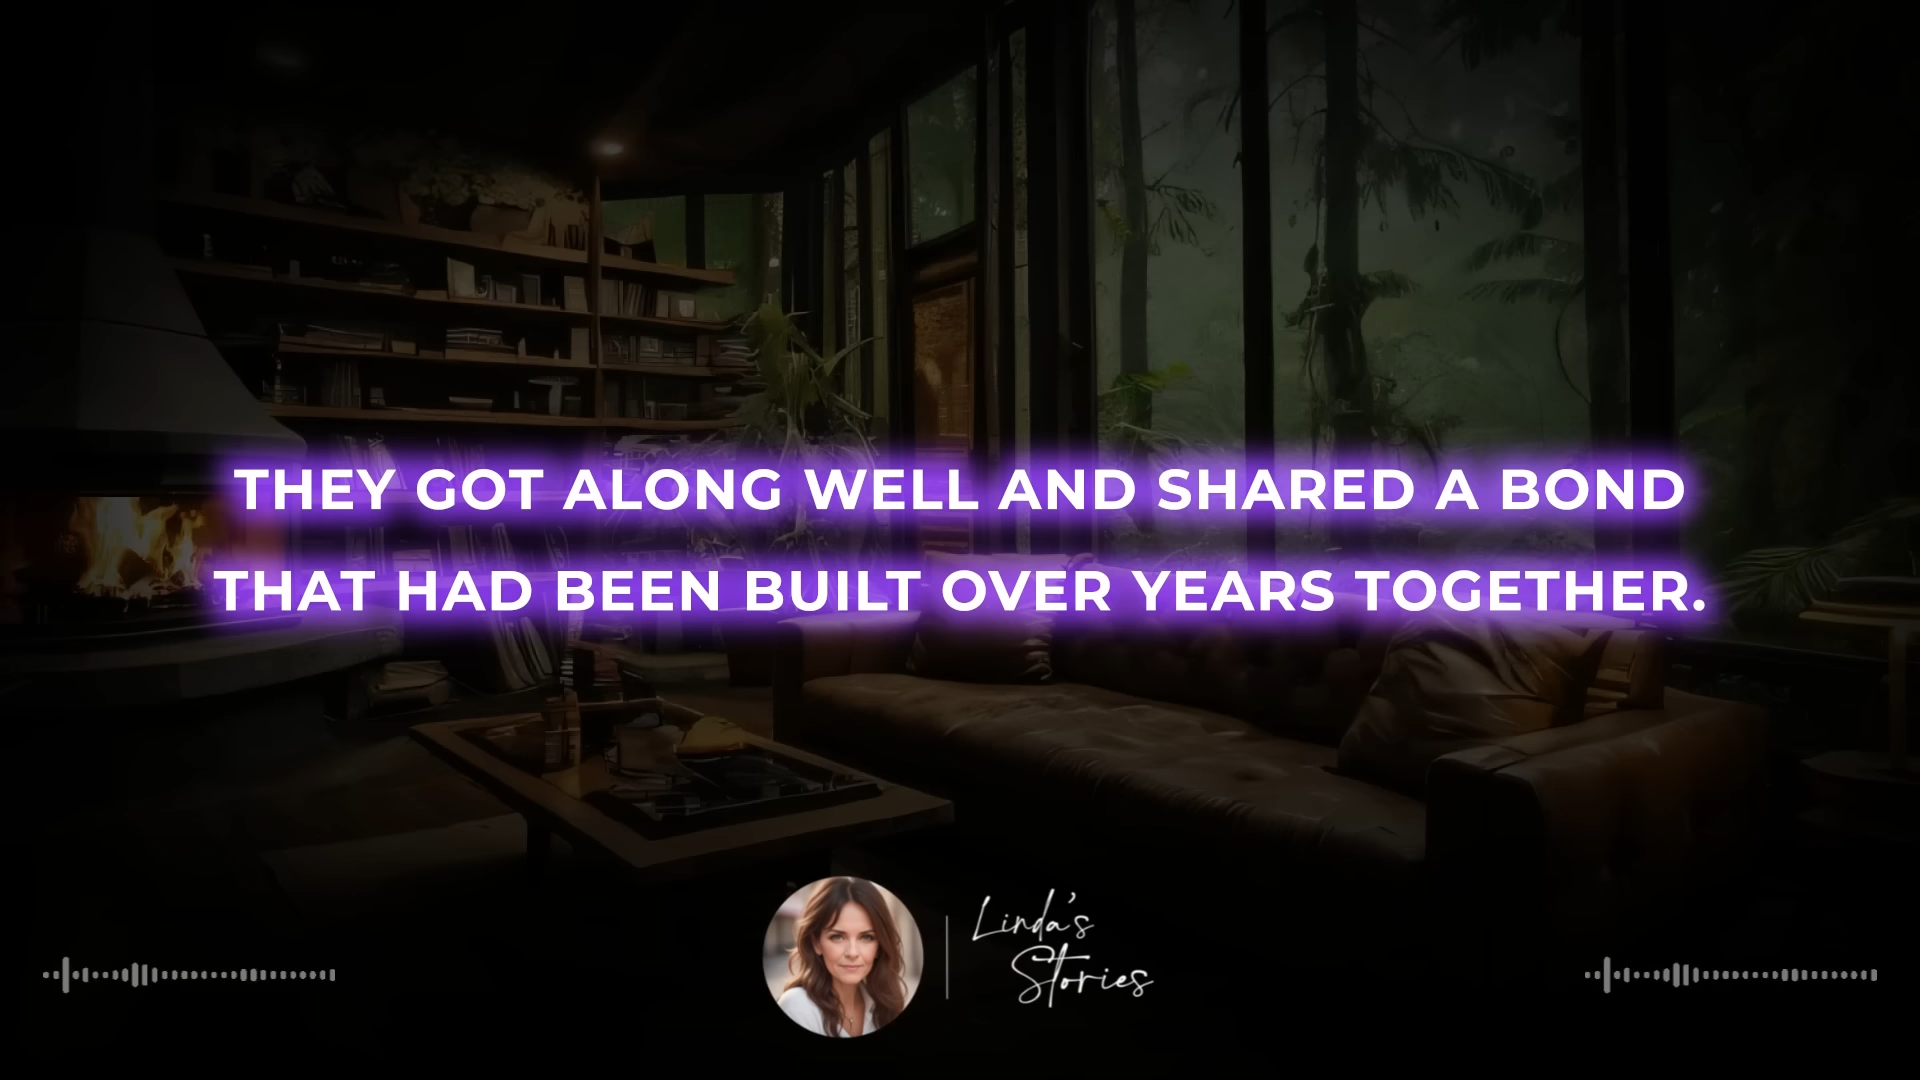 THEY GOT ALONG WELL AND SHARED A BOND
THAT HAD BEEN BUILT OVER YEARS TOGETHER.
Linda's
Stories